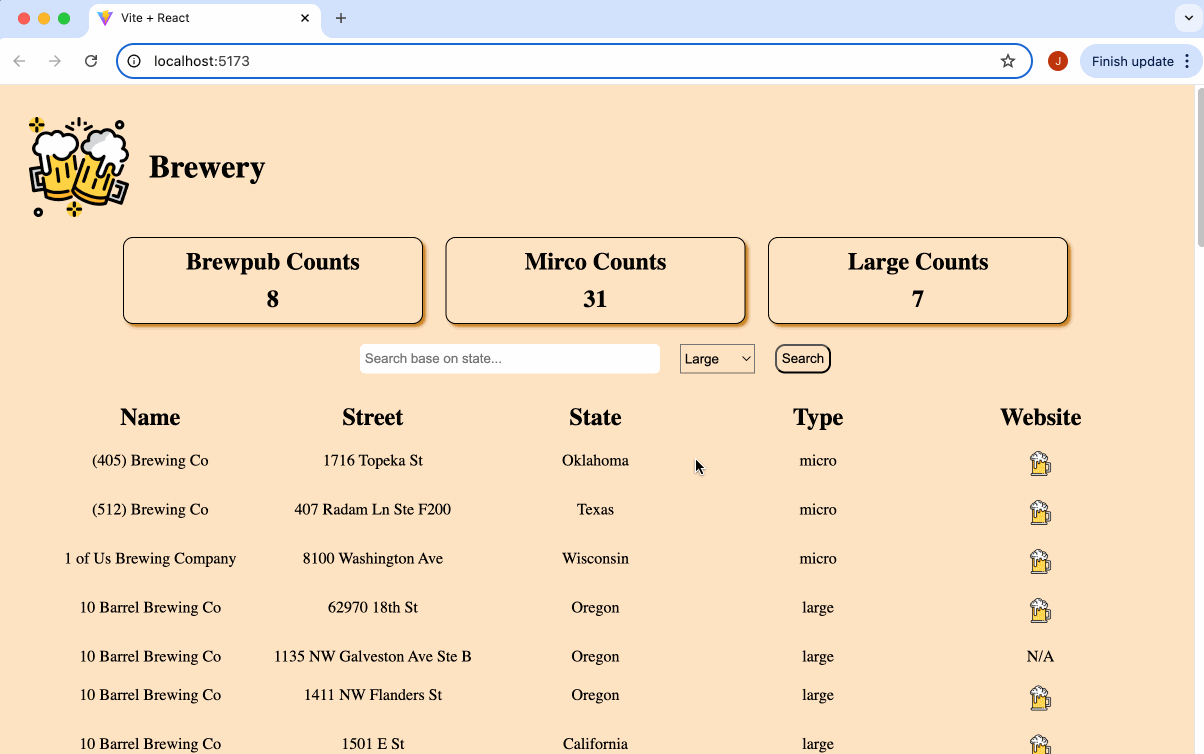 Vite + React
localhost:5173
J
Finish update
Brewery
Brewpub Counts
8
Mirco Counts
31
Large Counts
7
Search base on state...
Large
Search
Name Street State Type Website
(405) Brewing Co 1716 Topeka St Oklahoma micro
(512) Brewing Co 407 Radam Ln Ste F200 Texas micro
1 of Us Brewing Company 8100 Washington Ave Wisconsin micro
10 Barrel Brewing Co 62970 18th St Oregon large
10 Barrel Brewing Co 1135 NW Galveston Ave Ste B Oregon large N/A
10 Barrel Brewing Co 1411 NW Flanders St Oregon large
10 Barrel Brewing Co 1501 E St California large